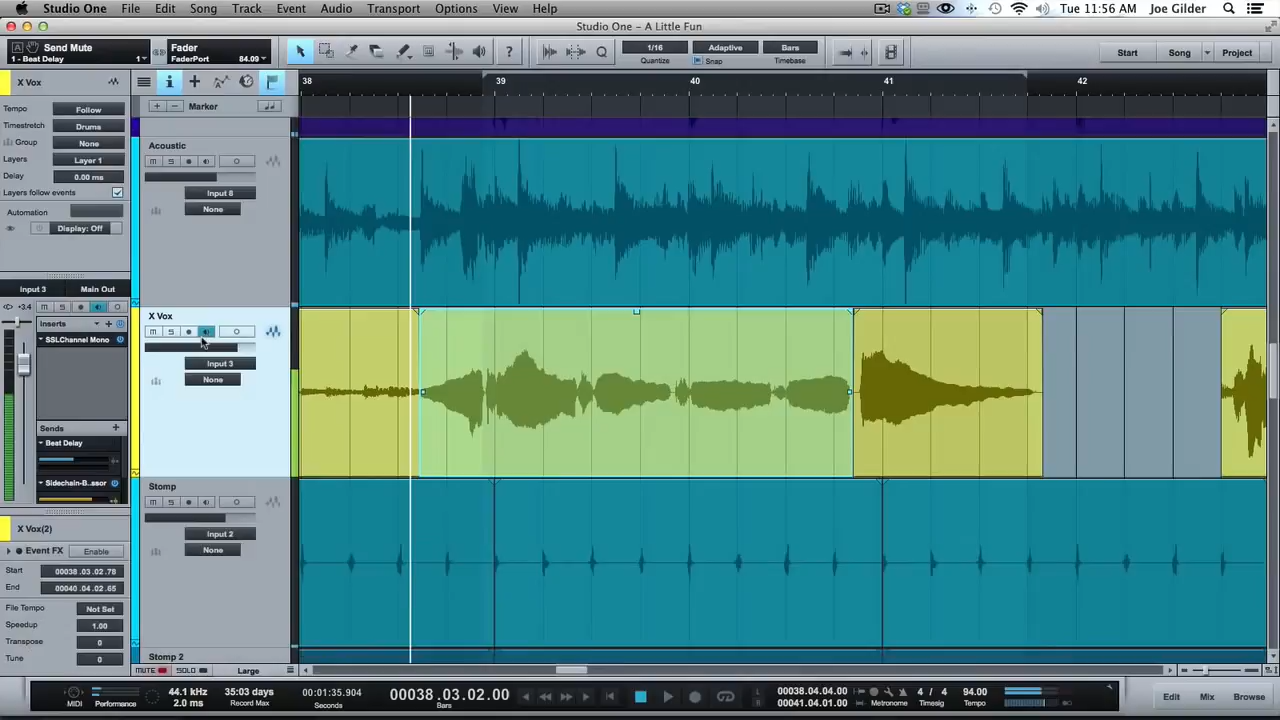 Studio One File Edit Song Track Event Audio Transport Options View Help Tue 11:56 AM Joe Gilder
Studio One - A Little Fun
Send Mute
1 - Beat Delay 1
Fader
FaderPort 84.09
?
1/16
Quantize
Adaptive
Snap
Bars
Timebase
Start Song Project
X Vox
38 39 40 41 42
Marker
Tempo Follow
Timestretch Drums
Group None
Layers Layer 1
Delay 0.00 ms
Layers follow events
Automation
Display: Off
Input 3 Main Out
+3.4 M S
Inserts
SSLChannel Mono
Sends
Beat Delay
Sidechain-B..ssor
X Vox(2)
Event FX Enable
Start 00038.03.02.78
End 00040.04.02.65
File Tempo Not Set
Speedup 1.00
Transpose 0
Tune 0
Acoustic
M S
Input 8
None
X Vox
M S
Input 3
None
Stomp
M S
Input 2
None
Stomp 2
MUTE SOLO Large
MIDI
Performance
44.1 kHz
2.0 ms
35:03 days
Record Max
00:01:35.904
Seconds
00038.03.02.00
Bars
L 00038.04.04.00
R 00041.04.01.00
Metronome
4 / 4
Timesig
94.00
Tempo
Edit Mix Browse